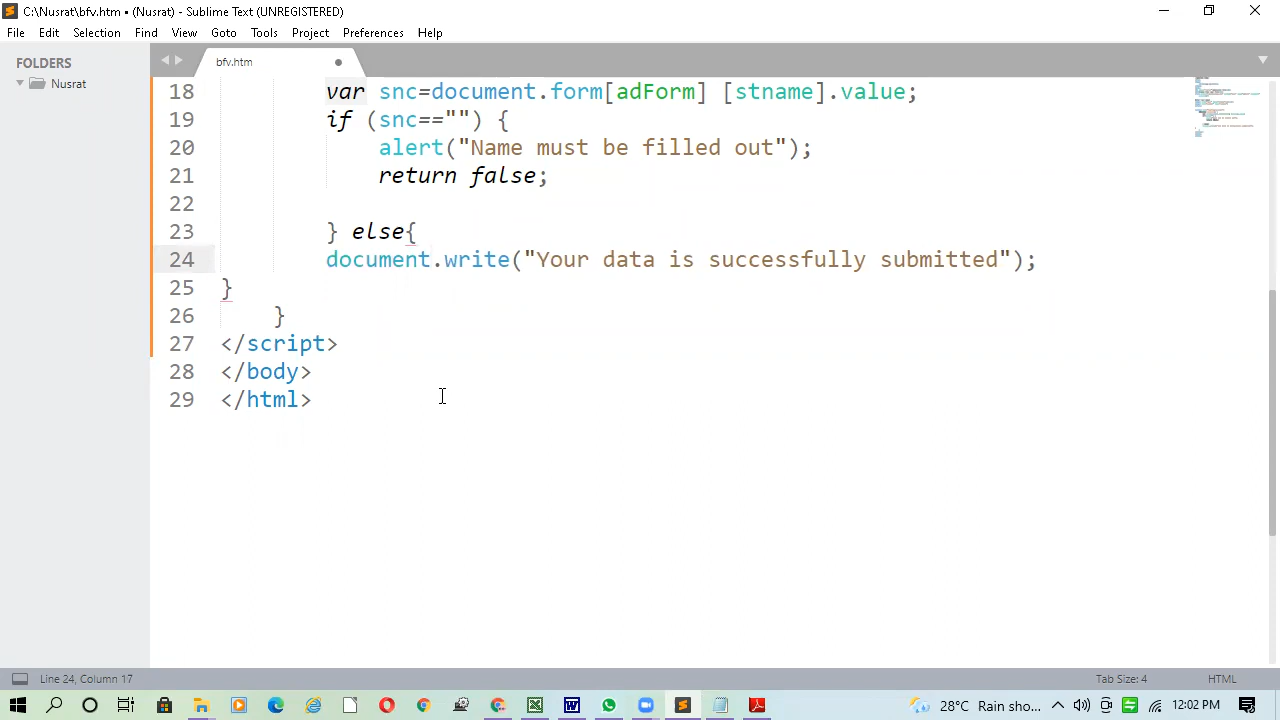 C:\Nusrat\bfv.htm • (Nusrat) - Sublime Text (UNREGISTERED)
File Edit Selection Find View Goto Tools Project Preferences Help
FOLDERS
Nusrat
bfv.htm
18 var snc=document.form[adForm] [stname].value;
19 if (snc=="") {
20 alert("Name must be filled out");
21 return false;
22
23 } else{
24 document.write("Your data is successfully submitted");
25 }
26 }
27 </script>
28 </body>
29 </html>
Line 24, Column 17
Tab Size: 4
HTML
28°C Rain sho...
12:02 PM